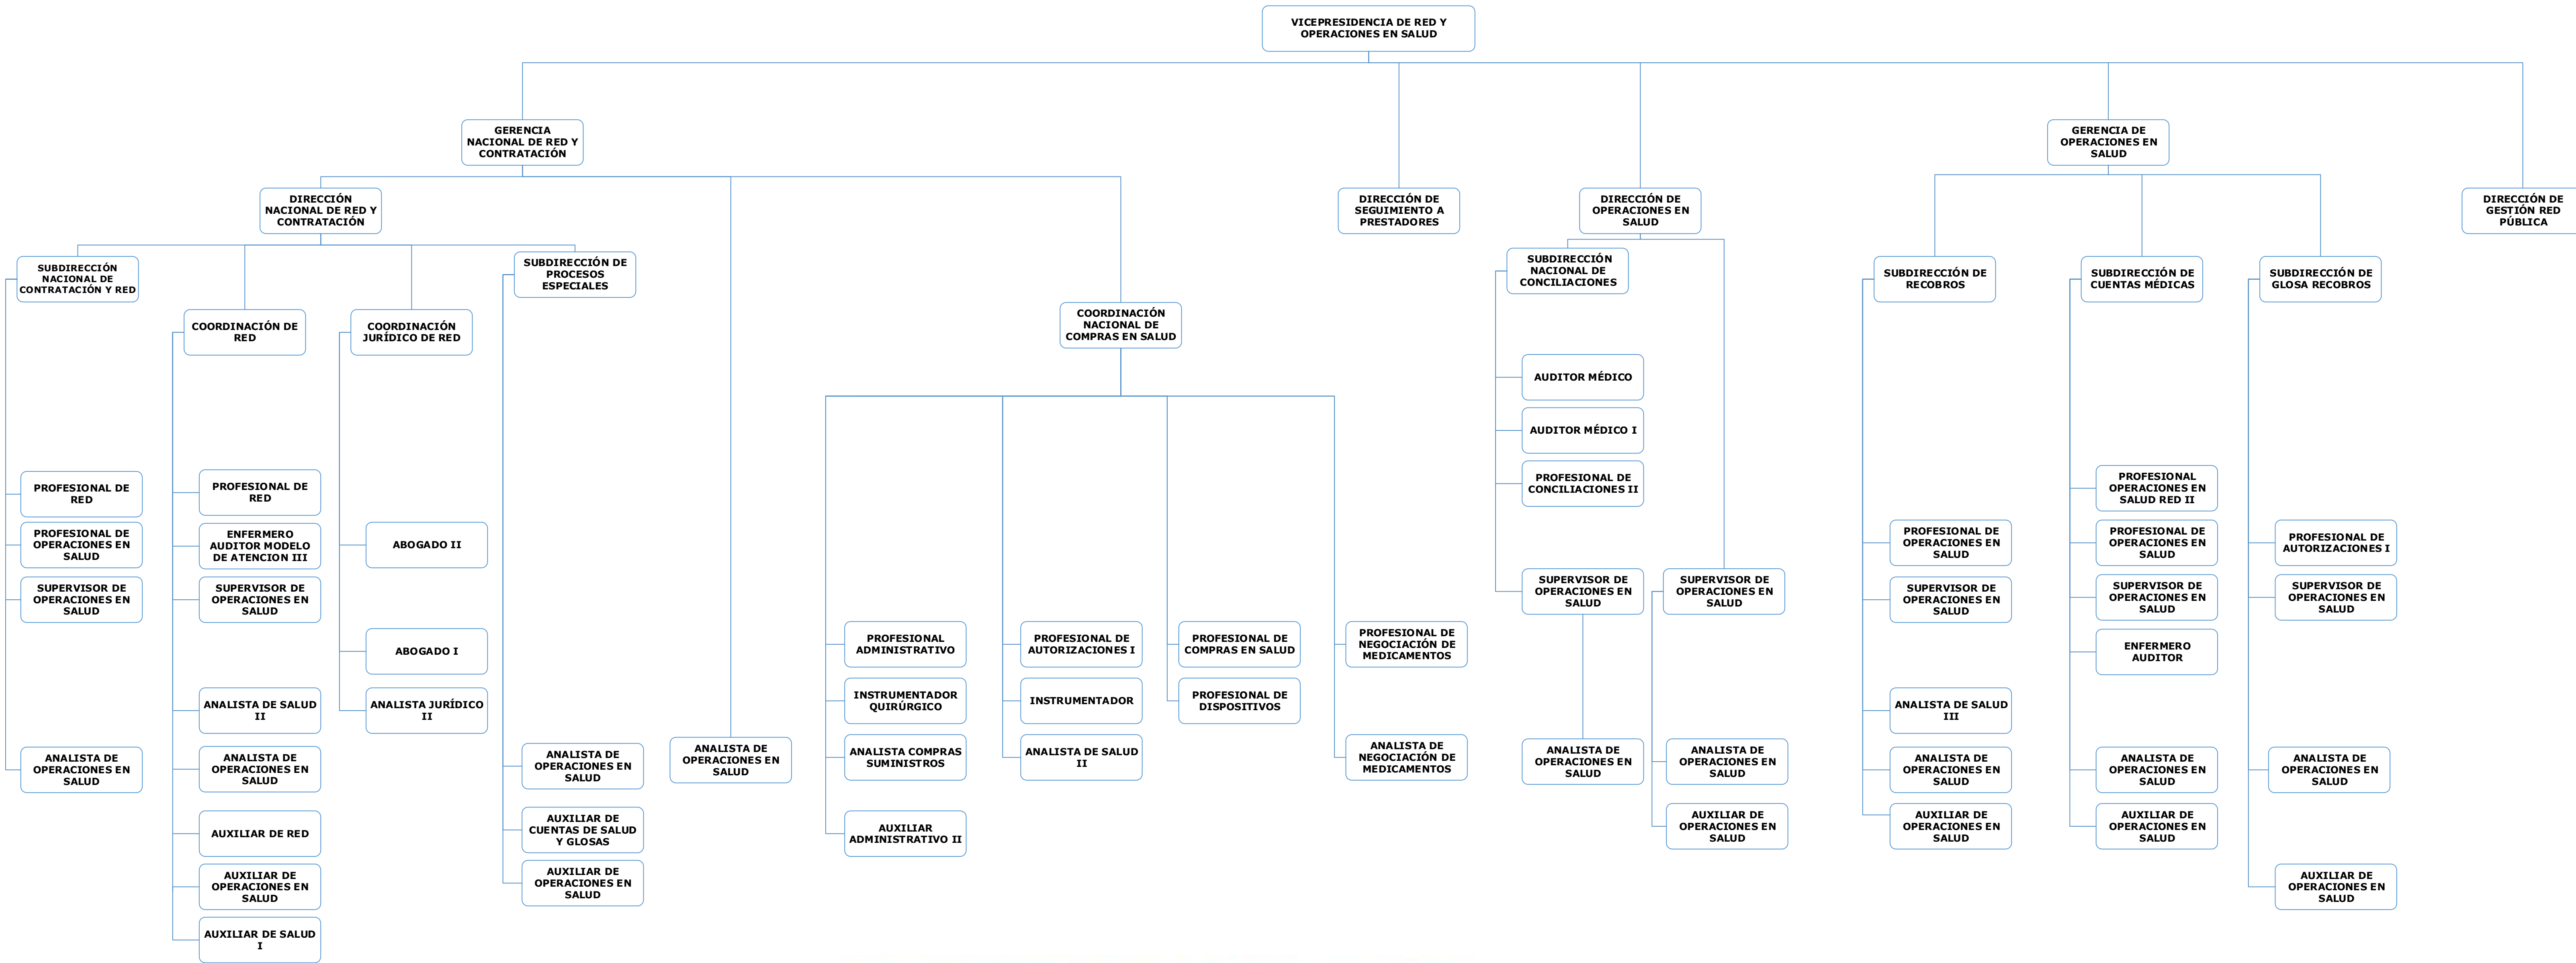 VICEPRESIDENCIA DE RED Y
OPERACIONES EN SALUD
GERENCIA
NACIONAL DE RED Y
CONTRATACIÓN
GERENCIA DE
OPERACIONES EN
SALUD
DIRECCIÓN
NACIONAL DE RED Y
CONTRATACIÓN
DIRECCIÓN DE
SEGUIMIENTO A
PRESTADORES
DIRECCIÓN DE
OPERACIONES EN
SALUD
DIRECCIÓN DE
GESTIÓN RED
PÚBLICA
SUBDIRECCIÓN
NACIONAL DE
CONTRATACIÓN Y RED
PROFESIONAL DE
RED
PROFESIONAL DE
OPERACIONES EN
SALUD
SUPERVISOR DE
OPERACIONES EN
SALUD
ANALISTA DE
OPERACIONES EN
SALUD
COORDINACIÓN DE
RED
PROFESIONAL DE
RED
ENFERMERO
AUDITOR MODELO
DE ATENCION III
SUPERVISOR DE
OPERACIONES EN
SALUD
ANALISTA DE SALUD
II
ANALISTA DE
OPERACIONES EN
SALUD
AUXILIAR DE RED
AUXILIAR DE
OPERACIONES EN
SALUD
AUXILIAR DE SALUD
I
COORDINACIÓN
JURÍDICO DE RED
ABOGADO II
ABOGADO I
ANALISTA JURÍDICO
II
SUBDIRECCIÓN DE
PROCESOS
ESPECIALES
ANALISTA DE
OPERACIONES EN
SALUD
AUXILIAR DE
CUENTAS DE SALUD
Y GLOSAS
AUXILIAR DE
OPERACIONES EN
SALUD
ANALISTA DE
OPERACIONES EN
SALUD
COORDINACIÓN
NACIONAL DE
COMPRAS EN SALUD
PROFESIONAL
ADMINISTRATIVO
INSTRUMENTADOR
QUIRÚRGICO
ANALISTA COMPRAS
SUMINISTROS
AUXILIAR
ADMINISTRATIVO II
PROFESIONAL DE
AUTORIZACIONES I
INSTRUMENTADOR
ANALISTA DE SALUD
II
PROFESIONAL DE
COMPRAS EN SALUD
PROFESIONAL DE
DISPOSITIVOS
PROFESIONAL DE
NEGOCIACIÓN DE
MEDICAMENTOS
ANALISTA DE
NEGOCIACIÓN DE
MEDICAMENTOS
SUBDIRECCIÓN
NACIONAL DE
CONCILIACIONES
AUDITOR MÉDICO
AUDITOR MÉDICO I
PROFESIONAL DE
CONCILIACIONES II
SUPERVISOR DE
OPERACIONES EN
SALUD
ANALISTA DE
OPERACIONES EN
SALUD
SUPERVISOR DE
OPERACIONES EN
SALUD
ANALISTA DE
OPERACIONES EN
SALUD
AUXILIAR DE
OPERACIONES EN
SALUD
SUBDIRECCIÓN DE
RECOBROS
PROFESIONAL DE
OPERACIONES EN
SALUD
SUPERVISOR DE
OPERACIONES EN
SALUD
ANALISTA DE SALUD
III
ANALISTA DE
OPERACIONES EN
SALUD
AUXILIAR DE
OPERACIONES EN
SALUD
SUBDIRECCIÓN DE
CUENTAS MÉDICAS
PROFESIONAL
OPERACIONES EN
SALUD RED II
PROFESIONAL DE
OPERACIONES EN
SALUD
SUPERVISOR DE
OPERACIONES EN
SALUD
ENFERMERO
AUDITOR
ANALISTA DE
OPERACIONES EN
SALUD
AUXILIAR DE
OPERACIONES EN
SALUD
SUBDIRECCIÓN DE
GLOSA RECOBROS
PROFESIONAL DE
AUTORIZACIONES I
SUPERVISOR DE
OPERACIONES EN
SALUD
ANALISTA DE
OPERACIONES EN
SALUD
AUXILIAR DE
OPERACIONES EN
SALUD